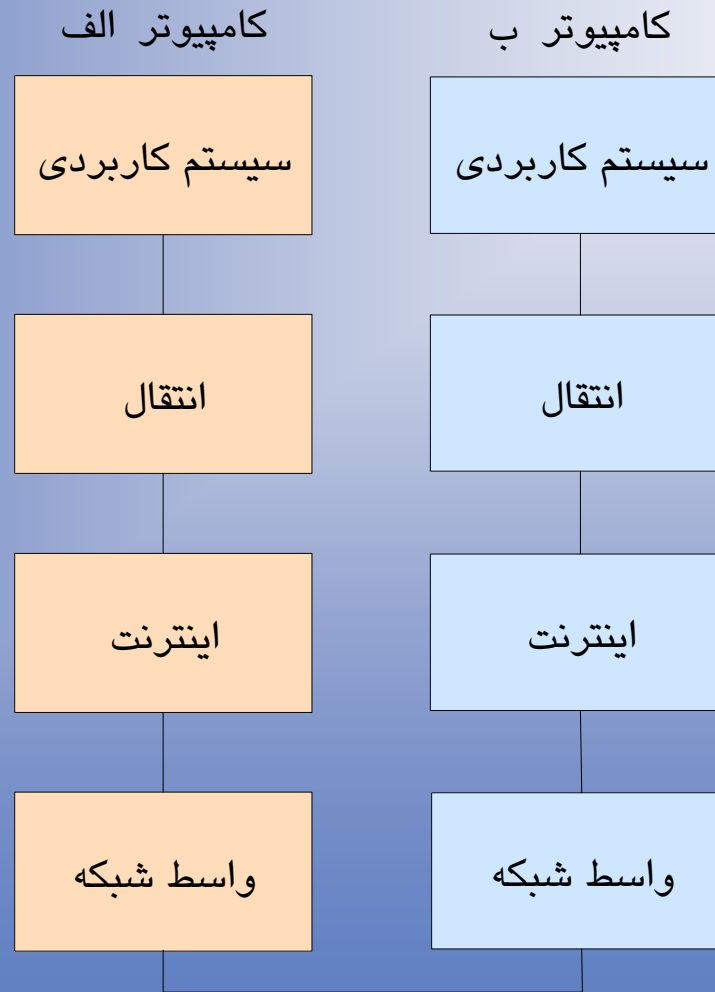 کامپیوتر الف
کامپیوتر ب
سیستم کاربردی
سیستم کاربردی
انتقال
انتقال
اینترنت
اینترنت
واسط شبکه
واسط شبکه